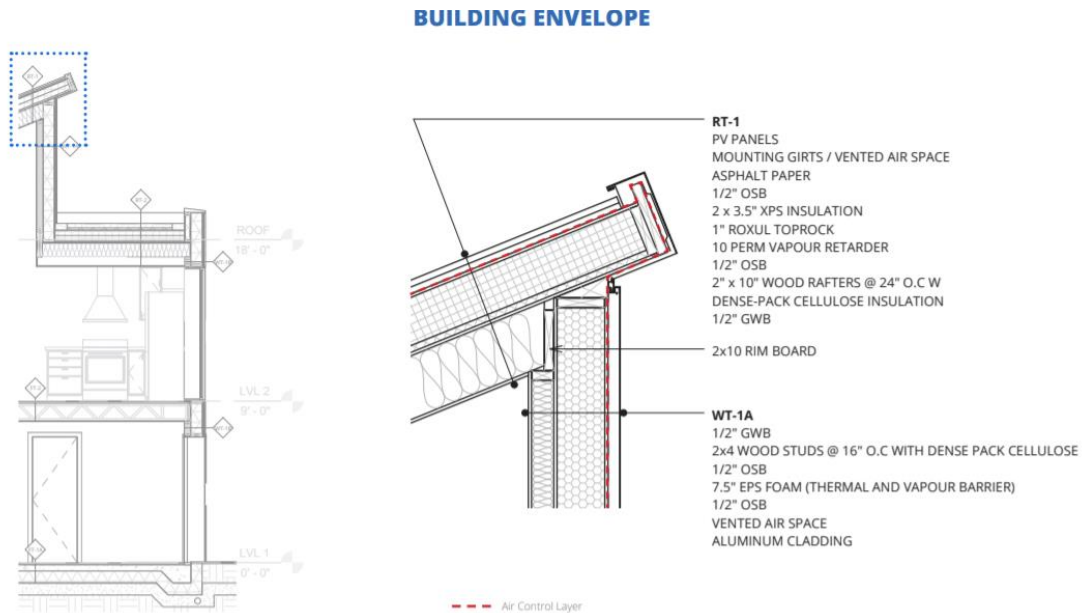 BUILDING ENVELOPE
RT-1
RT-2
ROOF
18' - 0"
LVL 2
9' - 0"
LVL 1
0' - 0"
RT-1
PV PANELS
MOUNTING GIRTS / VENTED AIR SPACE
ASPHALT PAPER
1/2" OSB
2 x 3.5" XPS INSULATION
1" ROXUL TOPROCK
10 PERM VAPOUR RETARDER
1/2" OSB
2" x 10" WOOD RAFTERS @ 24" O.C W
DENSE-PACK CELLULOSE INSULATION
1/2" GWB
2x10 RIM BOARD
WT-1A
1/2" GWB
2x4 WOOD STUDS @ 16" O.C WITH DENSE PACK CELLULOSE
1/2" OSB
7.5" EPS FOAM (THERMAL AND VAPOUR BARRIER)
1/2" OSB
VENTED AIR SPACE
ALUMINUM CLADDING
Air Control Layer